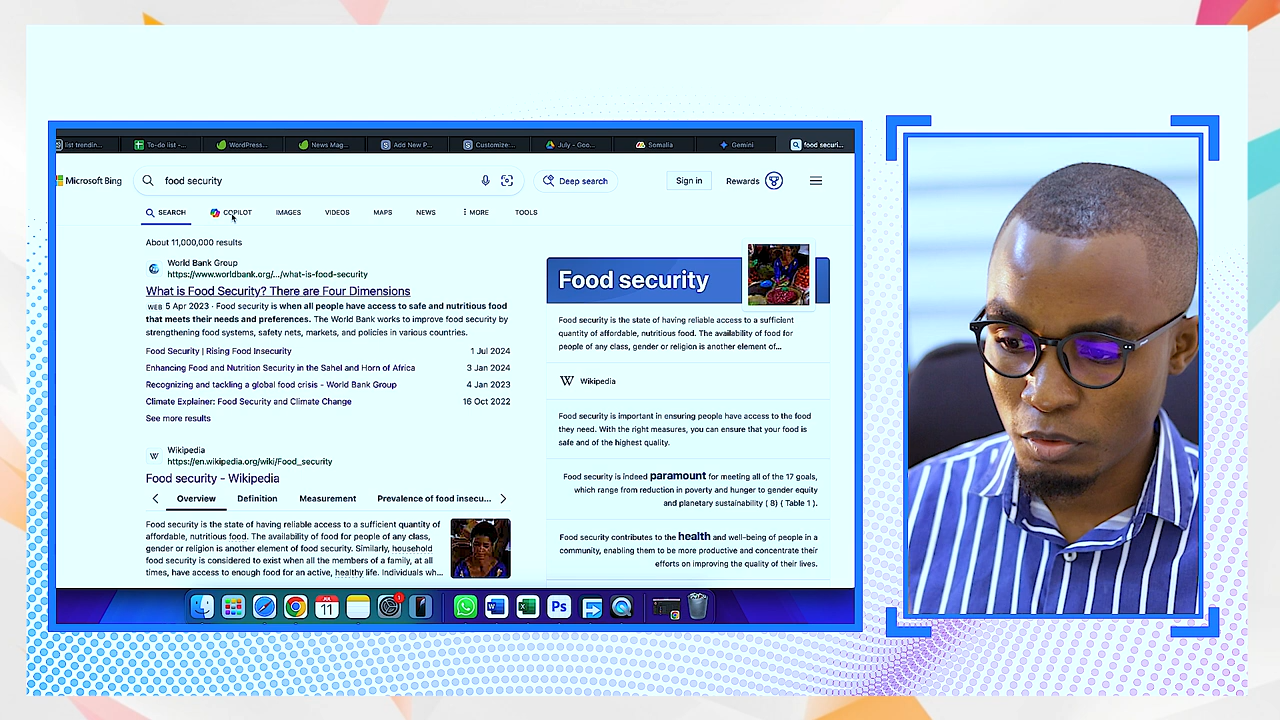 list trendin...
To-do list -...
WordPress...
News Mag...
Add New P...
Customize:...
July - Goo...
Somalia
Gemini
food securi...
Microsoft Bing
food security
Deep search
Sign in
Rewards
SEARCH
COPILOT
IMAGES
VIDEOS
MAPS
NEWS
MORE
TOOLS
About 11,000,000 results
World Bank Group
https://www.worldbank.org/.../what-is-food-security
What is Food Security? There are Four Dimensions
WEB 5 Apr 2023 · Food security is when all people have access to safe and nutritious food
that meets their needs and preferences. The World Bank works to improve food security by
strengthening food systems, safety nets, markets, and policies in various countries.
Food Security | Rising Food Insecurity 1 Jul 2024
Enhancing Food and Nutrition Security in the Sahel and Horn of Africa 3 Jan 2024
Recognizing and tackling a global food crisis - World Bank Group 4 Jan 2023
Climate Explainer: Food Security and Climate Change 16 Oct 2022
See more results
W
Wikipedia
https://en.wikipedia.org/wiki/Food_security
Food security - Wikipedia
Overview
Definition
Measurement
Prevalence of food insecu...
Food security is the state of having reliable access to a sufficient quantity of
affordable, nutritious food. The availability of food for people of any class,
gender or religion is another element of food security. Similarly, household
food security is considered to exist when all the members of a family, at all
times, have access to enough food for an active, healthy life. Individuals wh...
Food security
Food security is the state of having reliable access to a sufficient
quantity of affordable, nutritious food. The availability of food for
people of any class, gender or religion is another element of...
W Wikipedia
Food security is important in ensuring people have access to the food
they need. With the right measures, you can ensure that your food is
safe and of the highest quality.
Food security is indeed paramount for meeting all of the 17 goals,
which range from reduction in poverty and hunger to gender equity
and planetary sustainability ( 8) ( Table 1 ).
Food security contributes to the health and well-being of people in a
community, enabling them to be more productive and concentrate their
efforts on improving the quality of their lives.
JUL
11
1
W
X
Ps